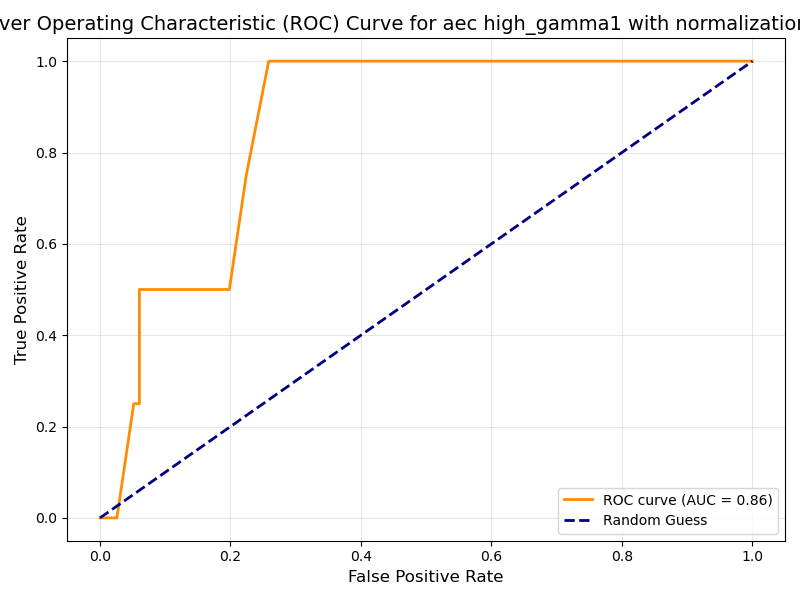 ver Operating Characteristic (ROC) Curve for aec high_gamma1 with normalization
1.0
0.8
0.6
0.4
0.2
0.0
True Positive Rate
0.0 0.2 0.4 0.6 0.8 1.0
False Positive Rate
ROC curve (AUC = 0.86)
Random Guess